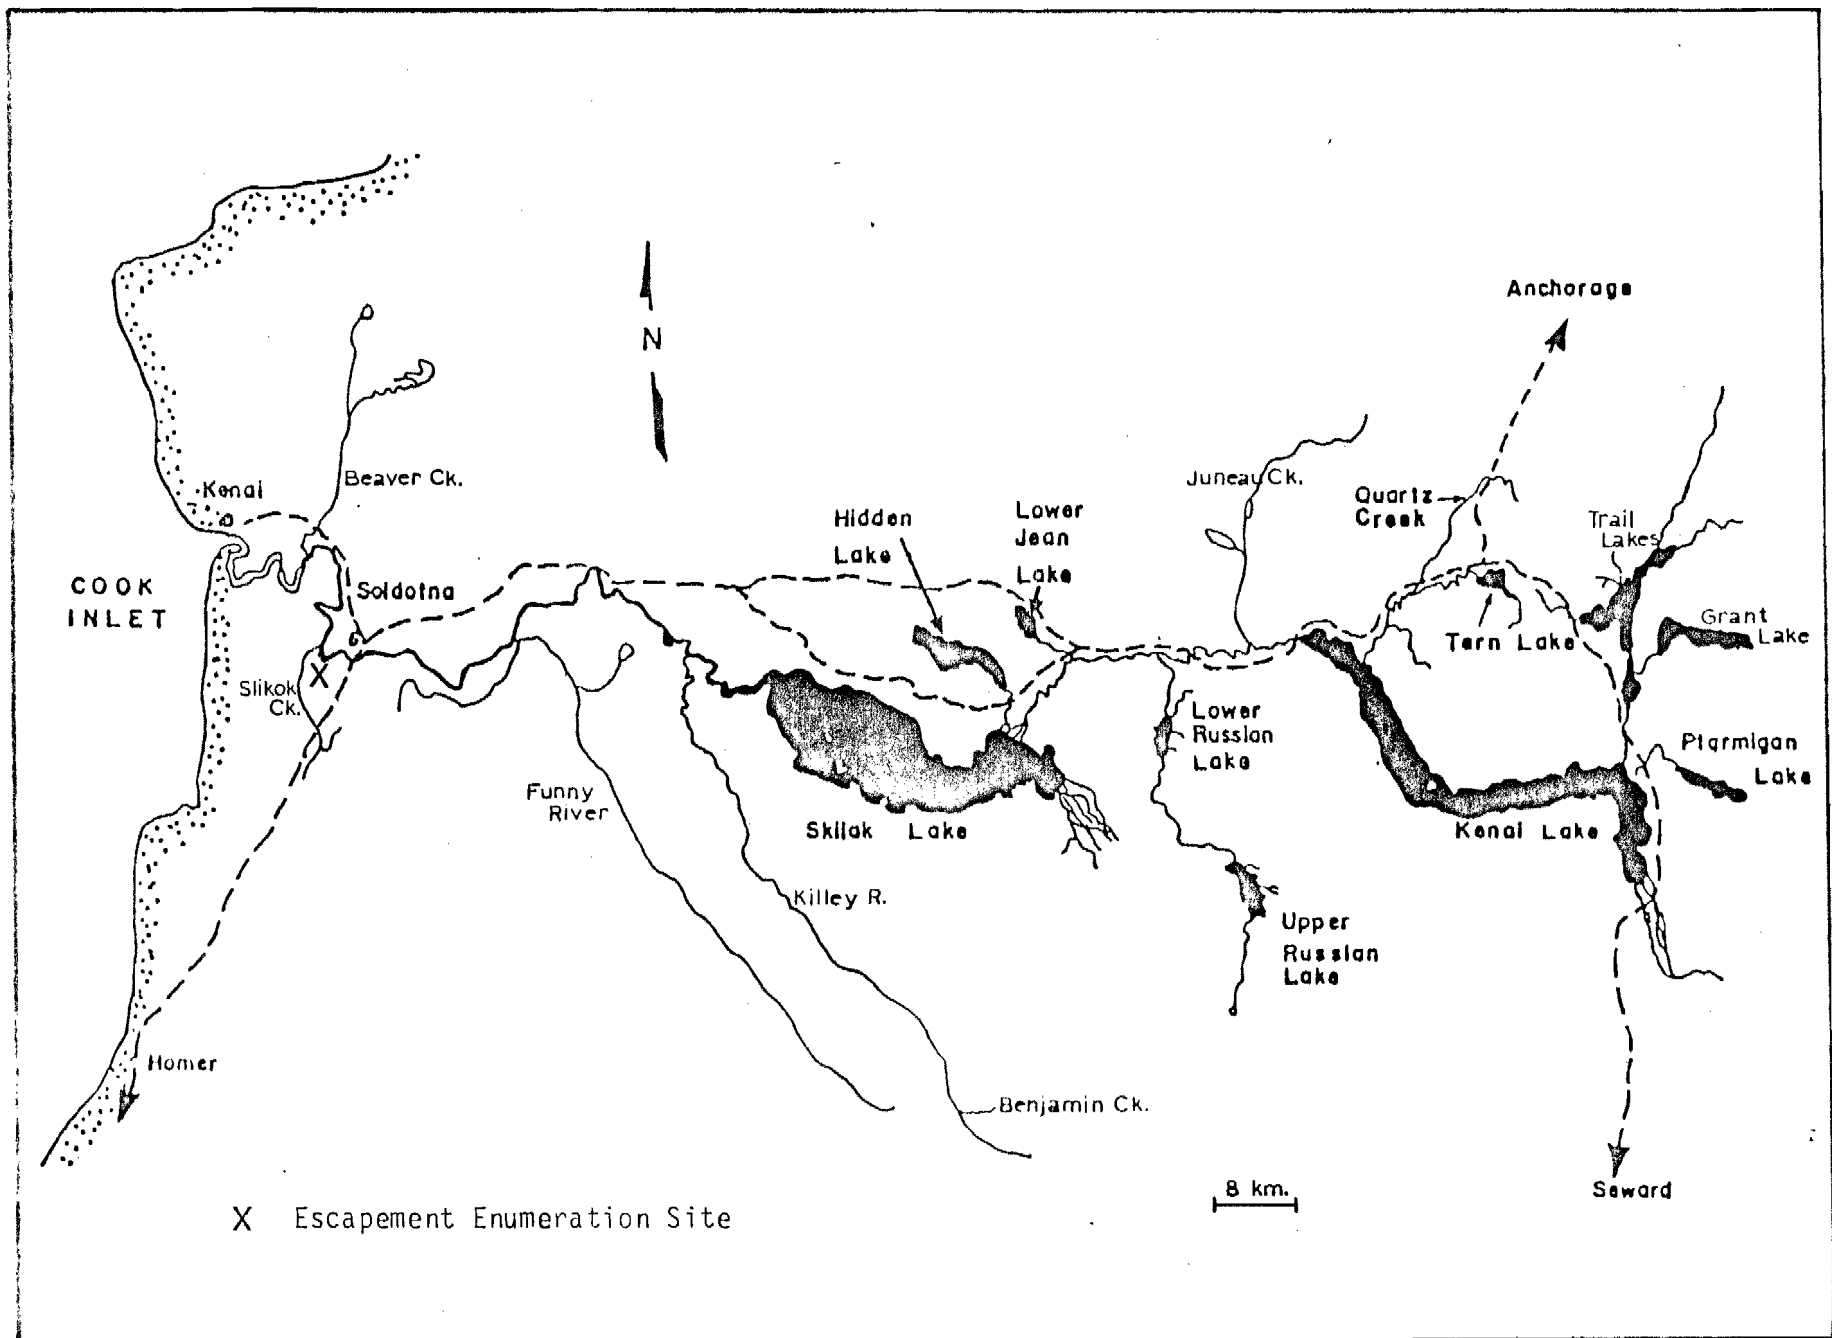 Anchorage
N
Kenai
Beaver Ck.
Juneau Ck.
Quartz
Creek
Hidden
Lake
Lower
Jean
Lake
Trail
Lakes
COOK
INLET
Soldotna
Tern Lake
Grant
Lake
Slikok
Ck.
Lower
Russian
Lake
Ptarmigan
Lake
Funny
River
Skilak Lake
Kenai Lake
Killey R.
Upper
Russian
Lake
Homer
Benjamin Ck.
8 km.
Seward
X Escapement Enumeration Site
X